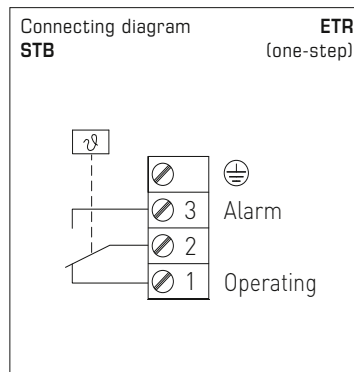 Connecting diagram ETR
STB (one-step)
ϑ
3 Alarm
2
1 Operating